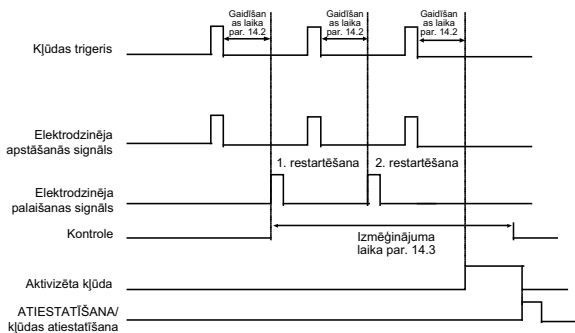 Gaidīšan
as laika
par. 14.2
Gaidīšan
as laika
par. 14.2
Gaidīšan
as laika
par. 14.2
Kļūdas trigeris
Elektrodzinēja
apstāšanās signāls
1. restartēšana
2. restartēšana
Elektrodzinēja
palaišanas signāls
Kontrole
Izmēģinājuma
laika par. 14.3
Aktivizēta kļūda
ATIESTATĪŠANA/
kļūdas atiestatīšana